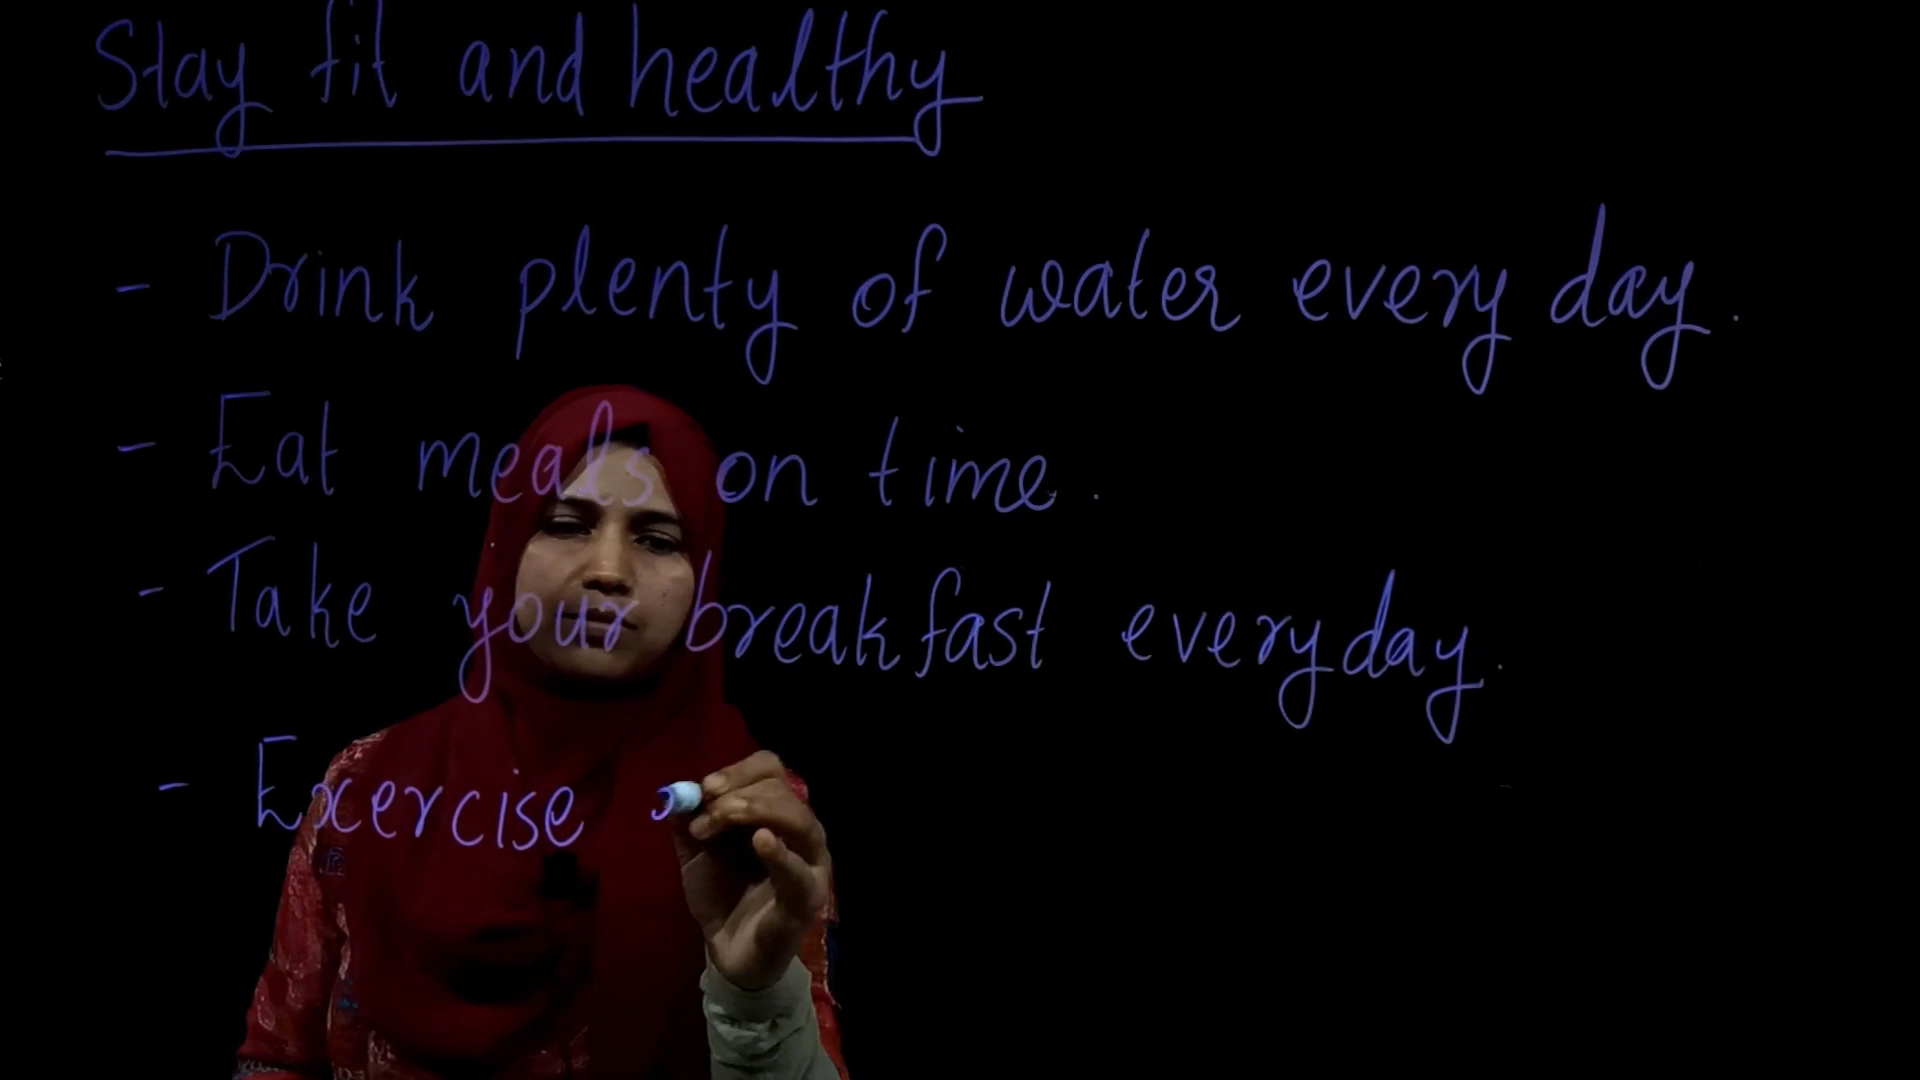 Stay fit and healthy
- Drink plenty of water every day.
- Eat meals on time.
- Take your breakfast everyday.
- Exercise